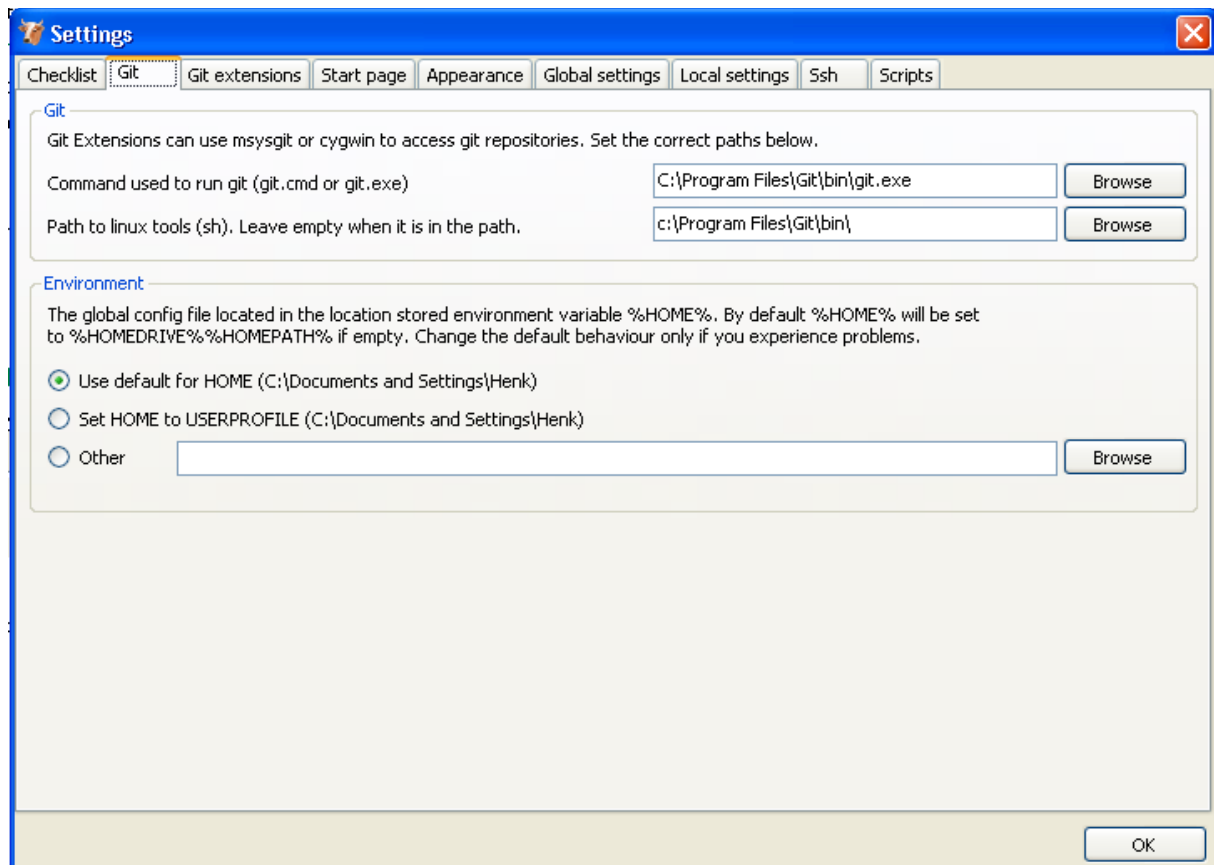 Settings
Checklist Git Git extensions Start page Appearance Global settings Local settings Ssh Scripts
Git
Git Extensions can use msysgit or cygwin to access git repositories. Set the correct paths below.
Command used to run git (git.cmd or git.exe) C:\Program Files\Git\bin\git.exe Browse
Path to linux tools (sh). Leave empty when it is in the path. c:\Program Files\Git\bin\ Browse
Environment
The global config file located in the location stored environment variable %HOME%. By default %HOME% will be set
to %HOMEDRIVE%%HOMEPATH% if empty. Change the default behaviour only if you experience problems.
Use default for HOME (C:\Documents and Settings\Henk)
Set HOME to USERPROFILE (C:\Documents and Settings\Henk)
Other Browse
OK